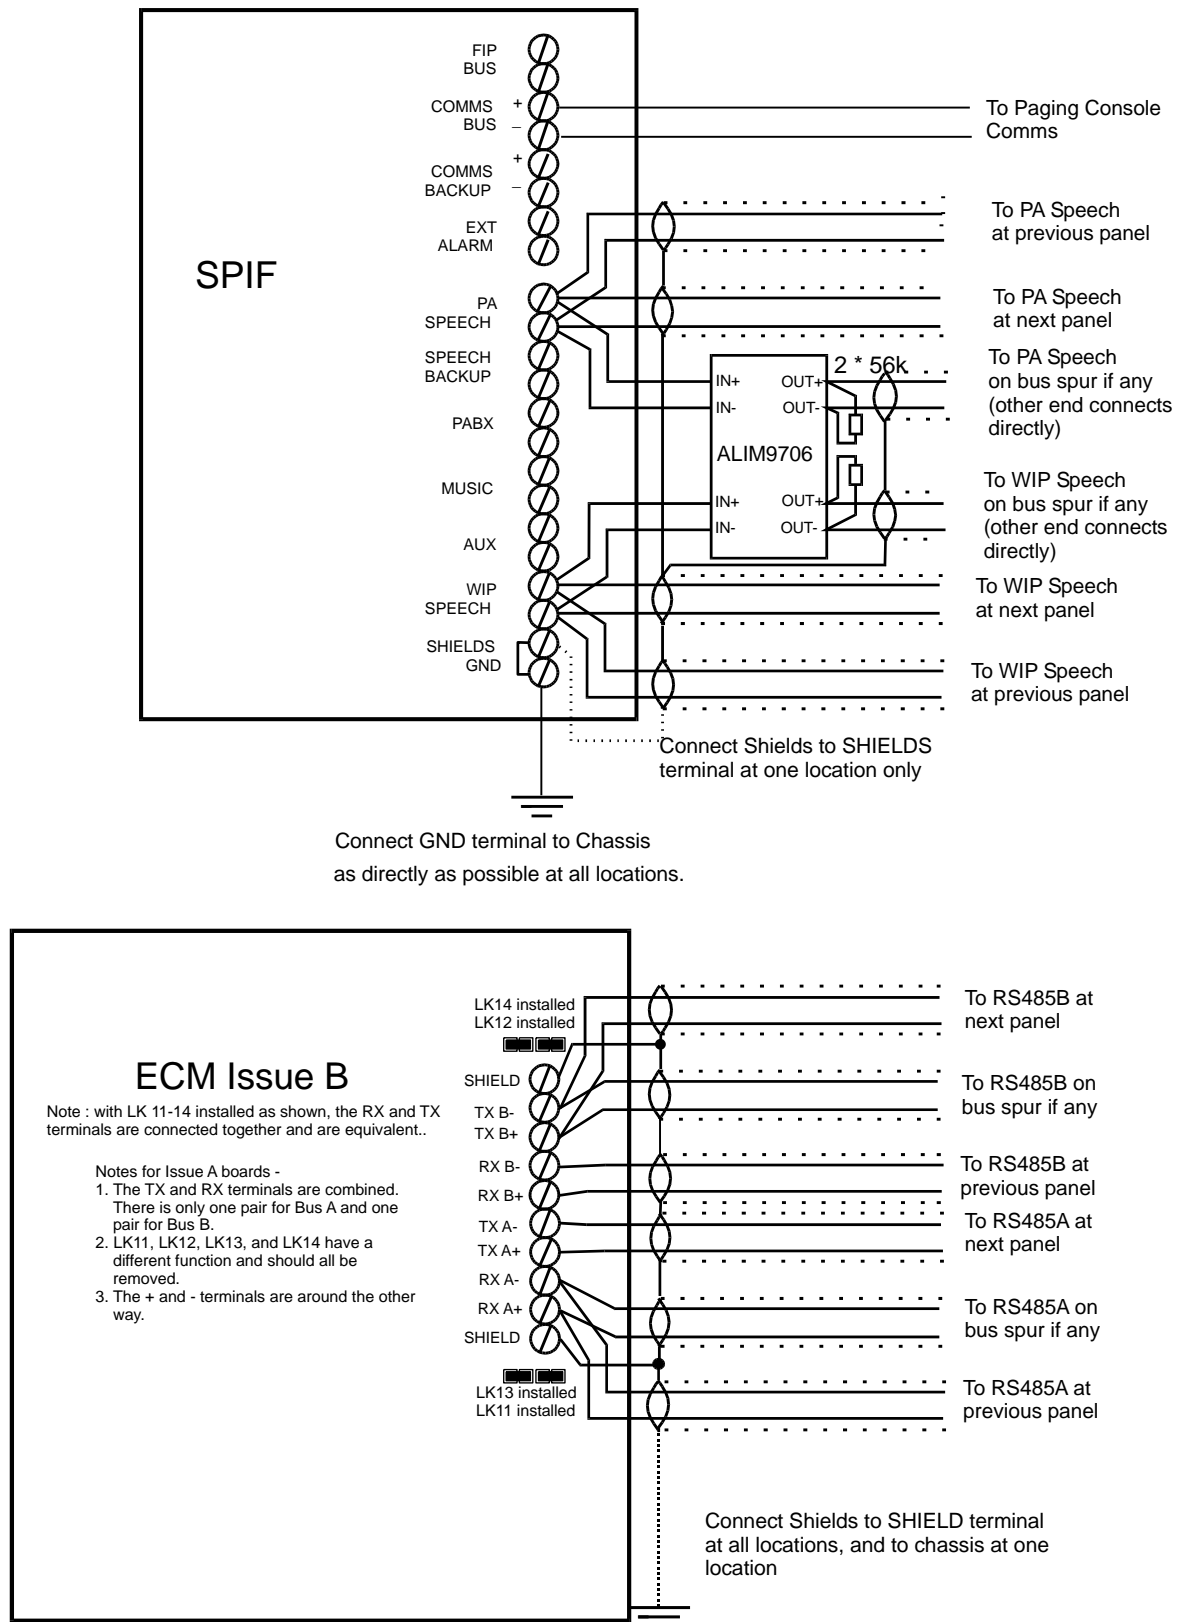 FIP
BUS
COMMS +
BUS –
To Paging Console
Comms
+
COMMS
BACKUP –
EXT
ALARM
To PA Speech
at previous panel
SPIF
PA
SPEECH
To PA Speech
at next panel
SPEECH
BACKUP
2 * 56k
To PA Speech
on bus spur if any
(other end connects
directly)
IN+ OUT+
IN- OUT-
PABX
ALIM9706
MUSIC
To WIP Speech
on bus spur if any
(other end connects
directly)
IN+ OUT+
IN- OUT-
AUX
WIP
SPEECH
To WIP Speech
at next panel
SHIELDS
GND
To WIP Speech
at previous panel
Connect Shields to SHIELDS
terminal at one location only
Connect GND terminal to Chassis
as directly as possible at all locations.
LK14 installed
LK12 installed
To RS485B at
next panel
ECM Issue B
Note : with LK 11-14 installed as shown, the RX and TX
terminals are connected together and are equivalent..
Notes for Issue A boards -
1. The TX and RX terminals are combined.
There is only one pair for Bus A and one
pair for Bus B.
2. LK11, LK12, LK13, and LK14 have a
different function and should all be
removed.
3. The + and - terminals are around the other
way.
SHIELD
TX B-
TX B+
RX B-
RX B+
TX A-
TX A+
RX A-
RX A+
SHIELD
To RS485B on
bus spur if any
To RS485B at
previous panel
To RS485A at
next panel
To RS485A on
bus spur if any
To RS485A at
previous panel
LK13 installed
LK11 installed
Connect Shields to SHIELD terminal
at all locations, and to chassis at one
location